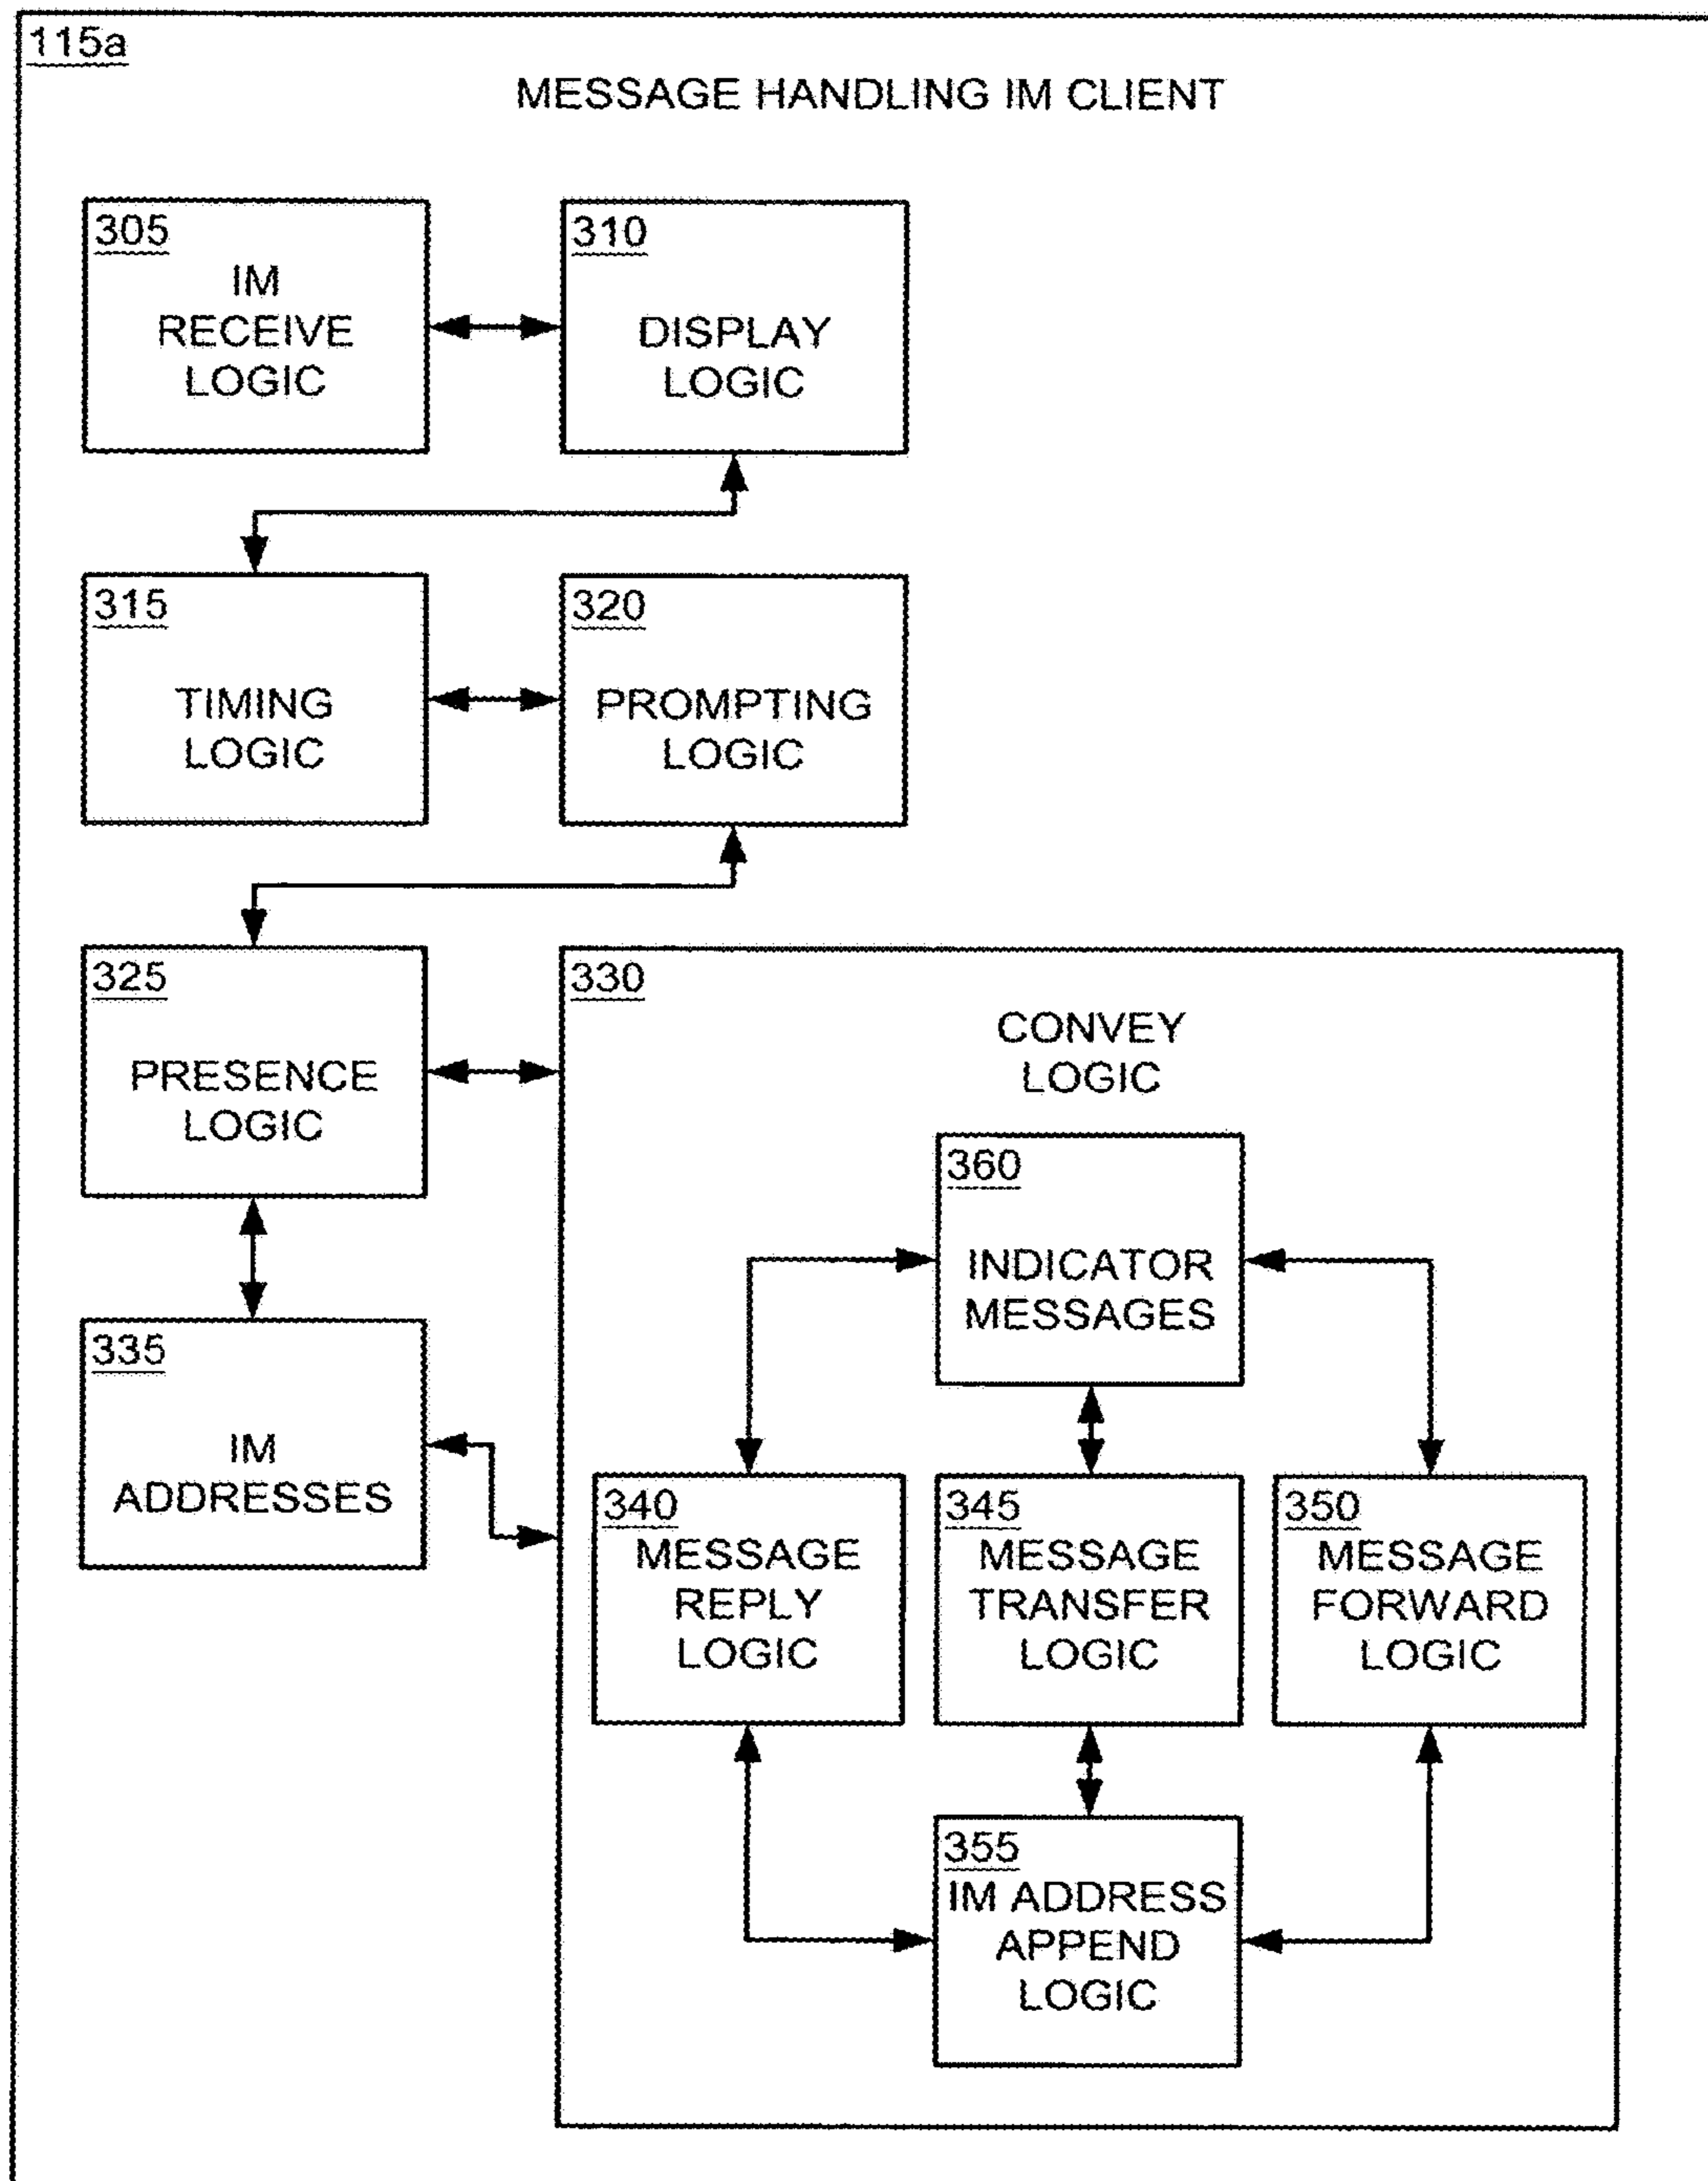 115a
MESSAGE HANDLING IM CLIENT
305
IM
RECEIVE
LOGIC
310
DISPLAY
LOGIC
315
TIMING
LOGIC
320
PROMPTING
LOGIC
325
PRESENCE
LOGIC
330
CONVEY
LOGIC
335
IM
ADDRESSES
360
INDICATOR
MESSAGES
340
MESSAGE
REPLY
LOGIC
345
MESSAGE
TRANSFER
LOGIC
350
MESSAGE
FORWARD
LOGIC
355
IM ADDRESS
APPEND
LOGIC